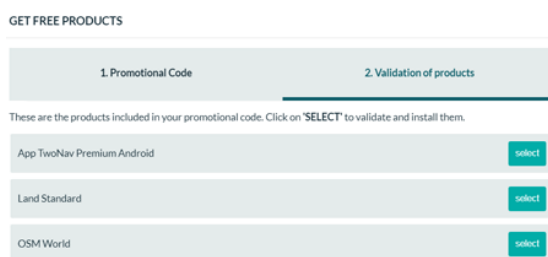 GET FREE PRODUCTS
1. Promotional Code
2. Validation of products
These are the products included in your promotional code. Click on 'SELECT' to validate and install them.
App TwoNav Premium Android
select
Land Standard
select
OSM World
select